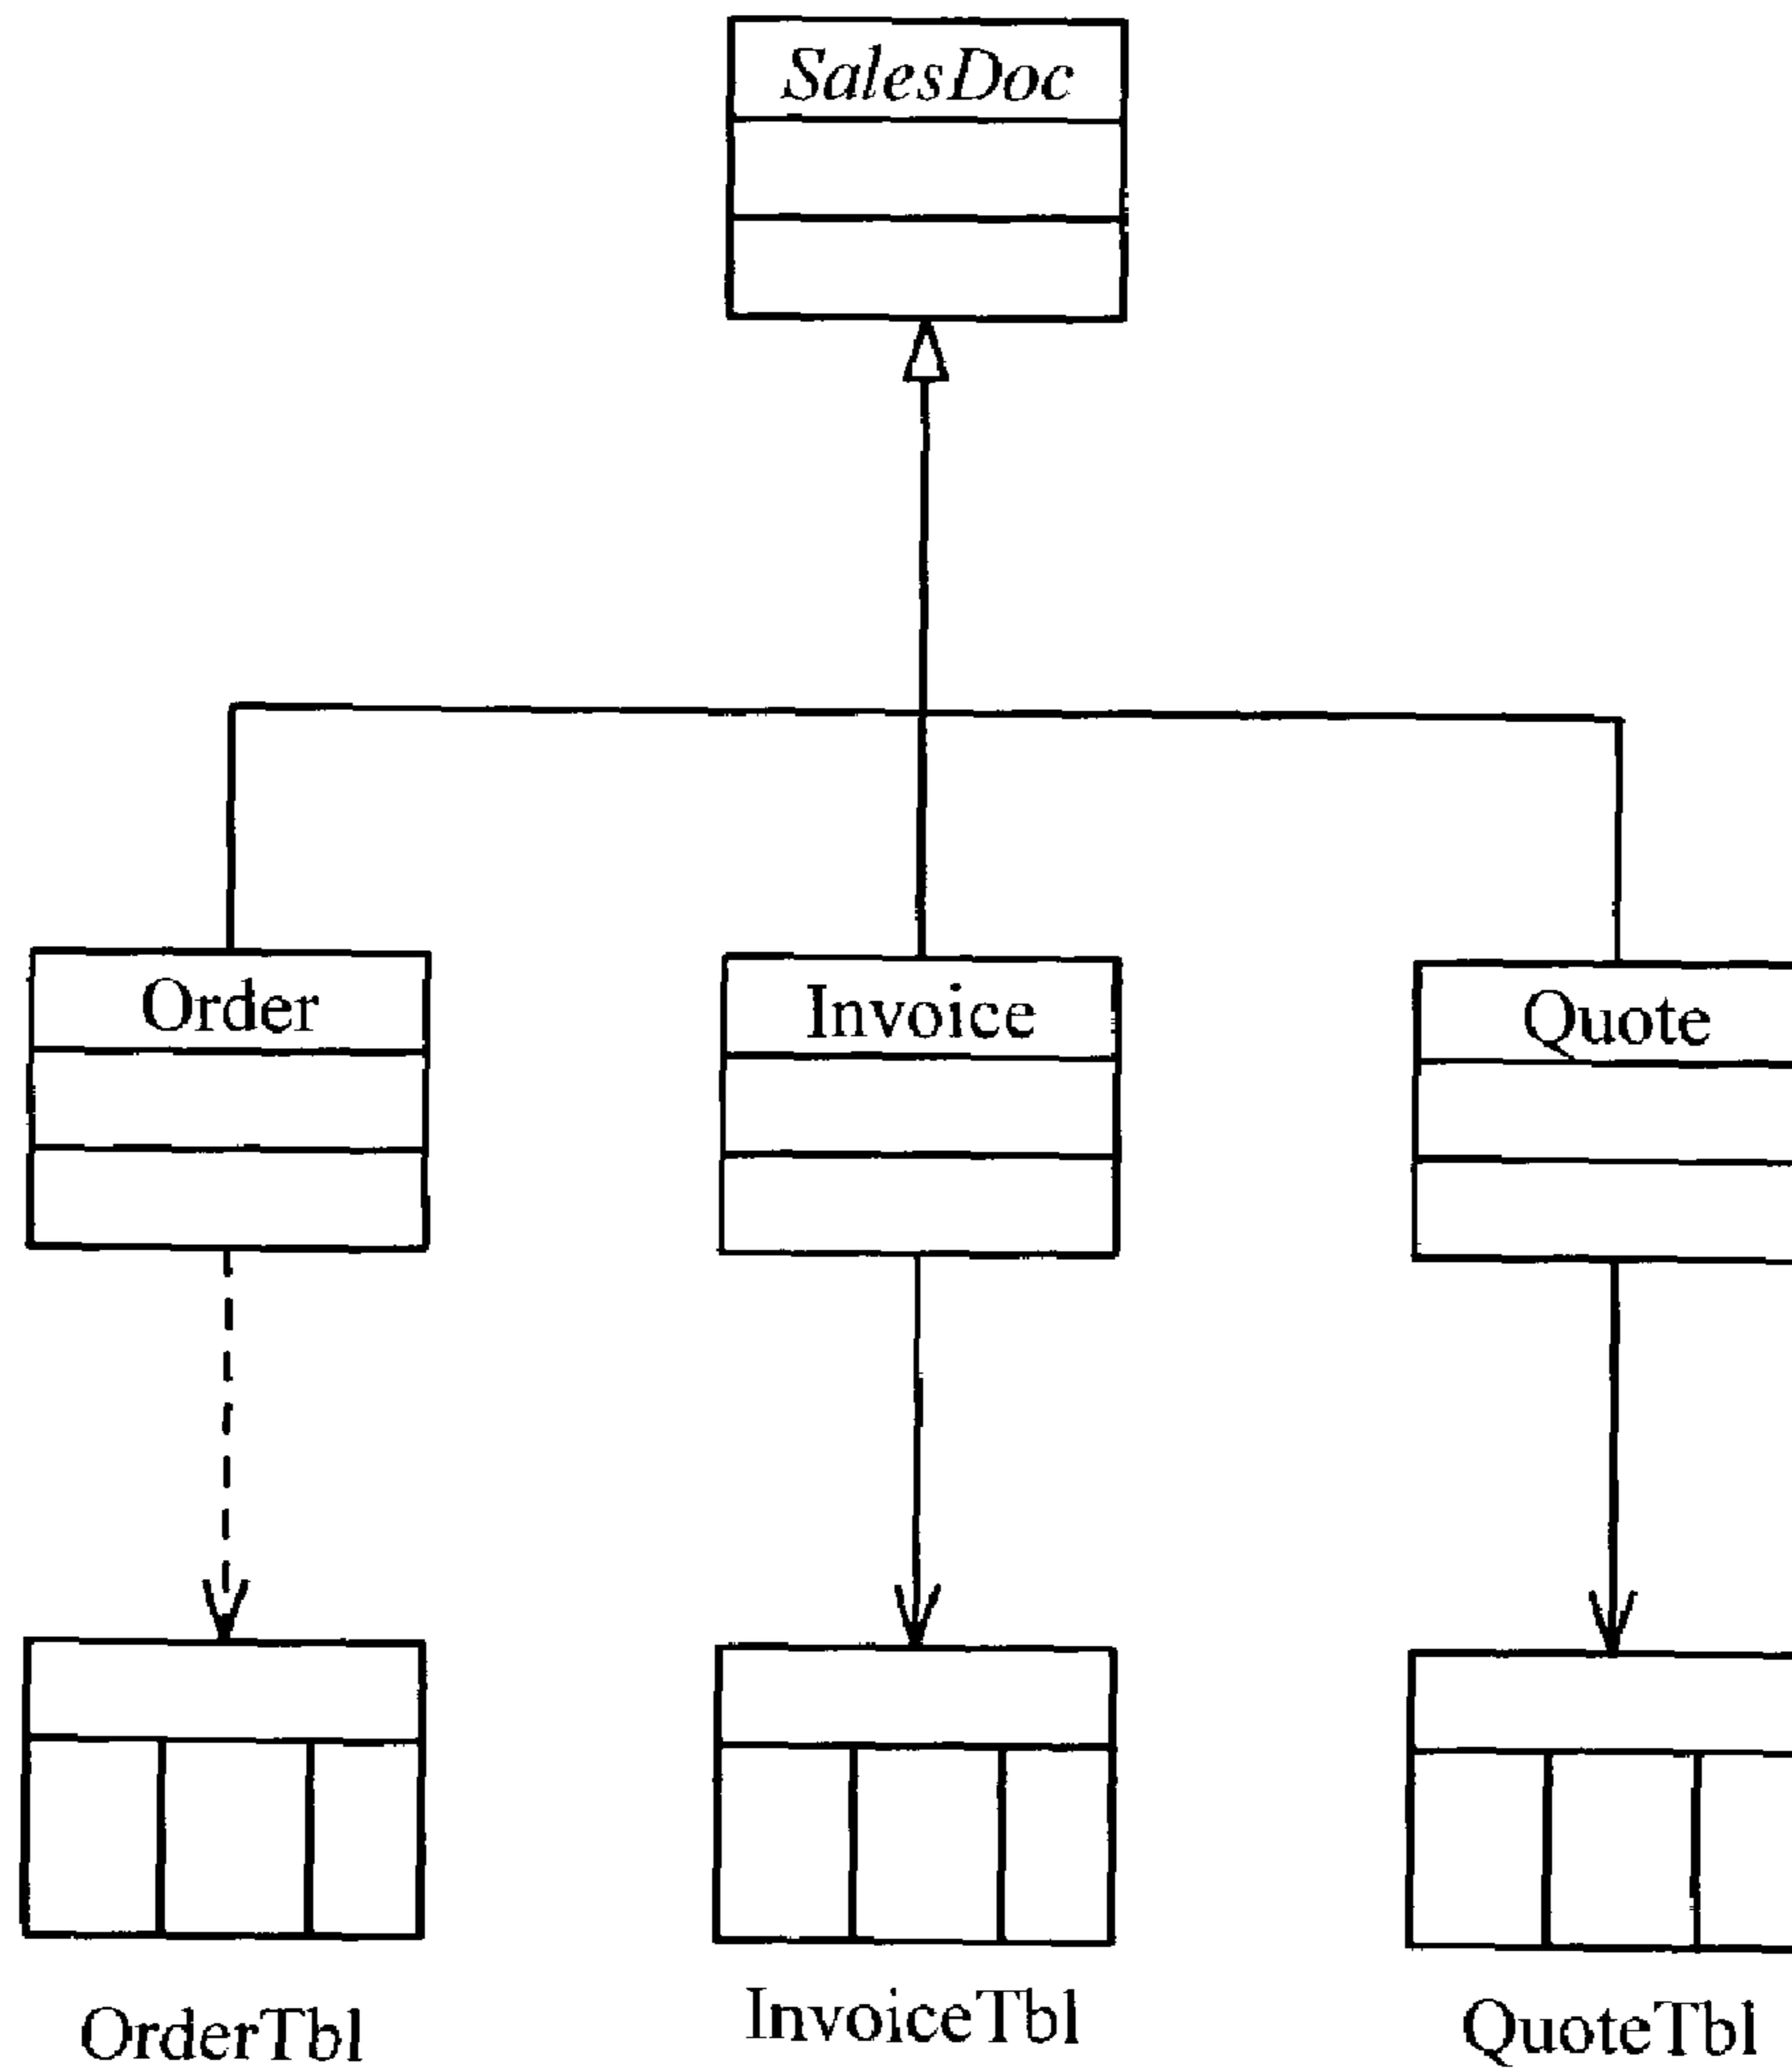 SalesDoc
Order
Invoice
Quote
OrderTbl
InvoiceTbl
QuoteTbl